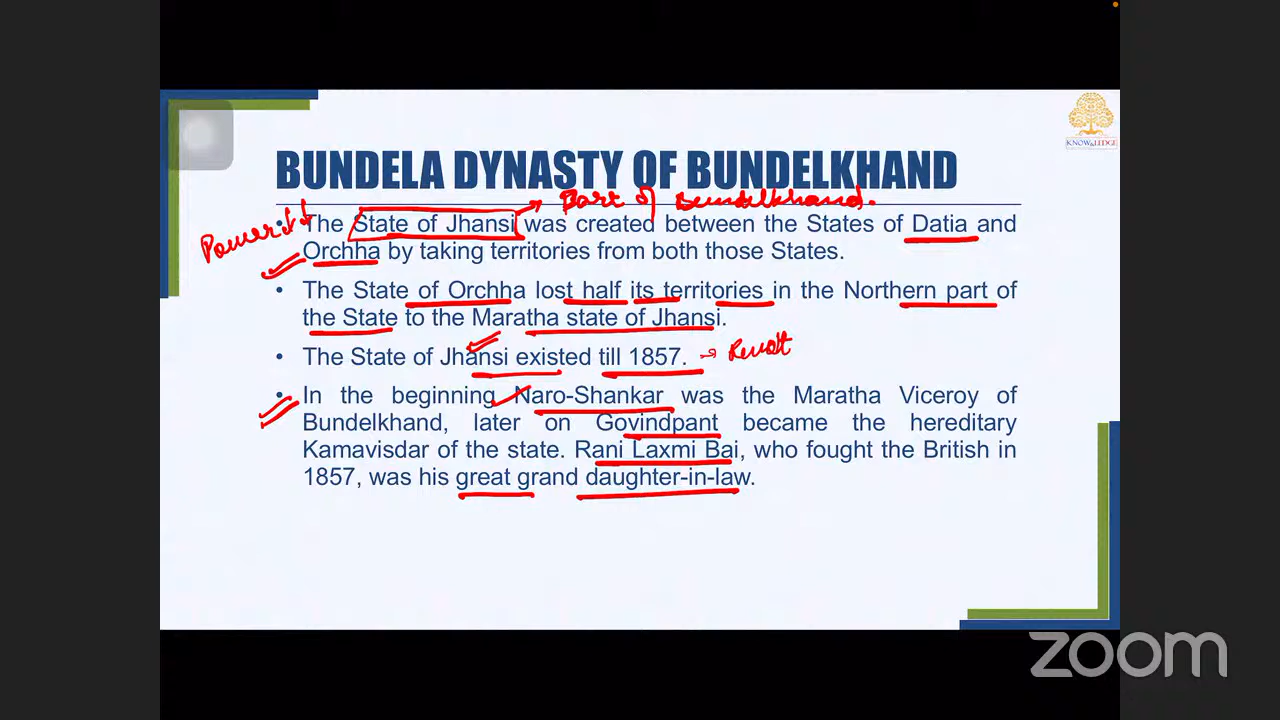 KNOWLEDGE
BUNDELA DYNASTY OF BUNDELKHAND
Part of Bundelkhand.
• The State of Jhansi was created between the States of Datia and
Orchha by taking territories from both those States.
• The State of Orchha lost half its territories in the Northern part of
the State to the Maratha state of Jhansi.
• The State of Jhansi existed till 1857. → Revolt
• In the beginning Naro-Shankar was the Maratha Viceroy of
Bundelkhand, later on Govindpant became the hereditary
Kamavisdar of the state. Rani Laxmi Bai, who fought the British in
1857, was his great grand daughter-in-law.
zoom